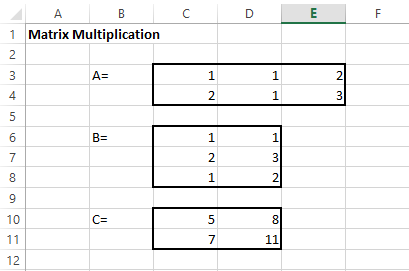 A B C D E F
1 Matrix Multiplication
2
3 A= 1 1 2
4 2 1 3
5
6 B= 1 1
7 2 3
8 1 2
9
10 C= 5 8
11 7 11
12